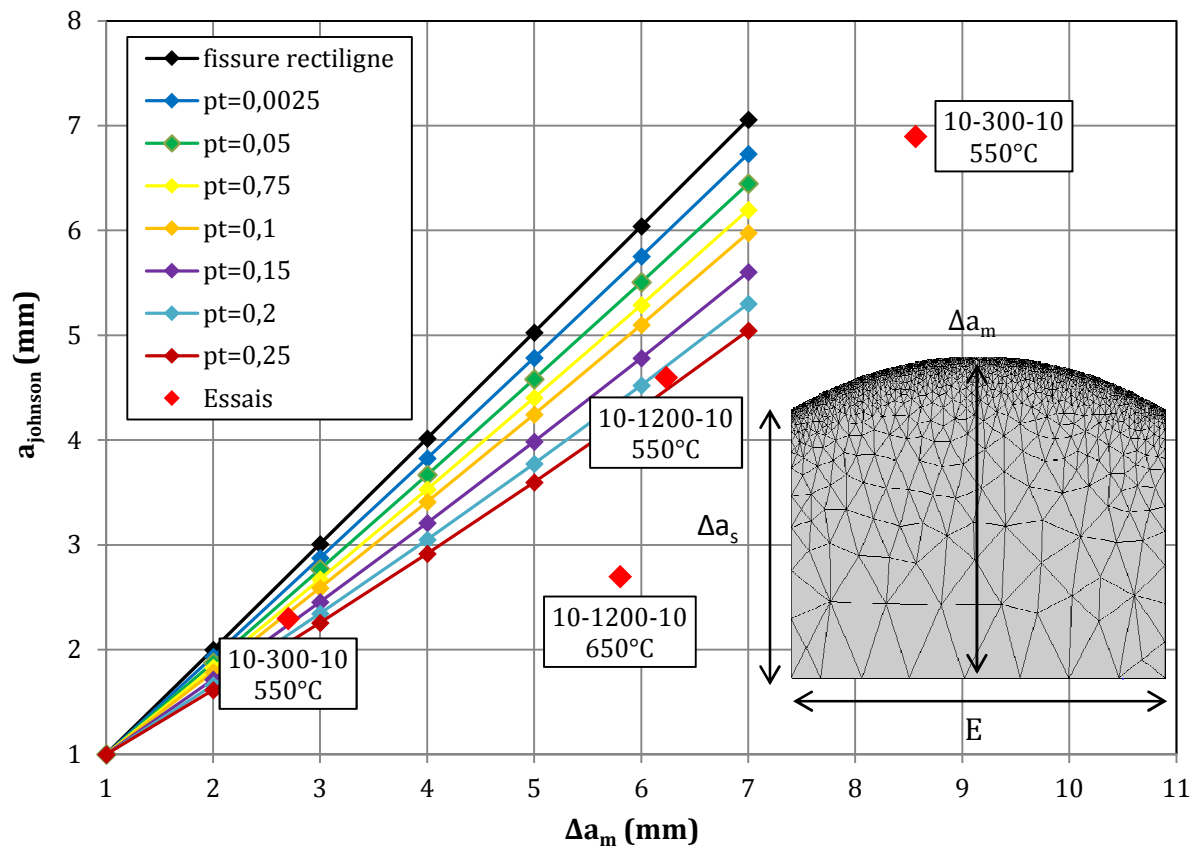 8
7
6
5
4
3
2
1
a_johnson (mm)
fissure rectiligne
pt=0,0025
pt=0,05
pt=0,75
pt=0,1
pt=0,15
pt=0,2
pt=0,25
Essais
10-300-10
550°C
10-1200-10
550°C
10-1200-10
650°C
10-300-10
550°C
Δa_m
Δa_s
E
1 2 3 4 5 6 7 8 9 10 11
Δa_m (mm)